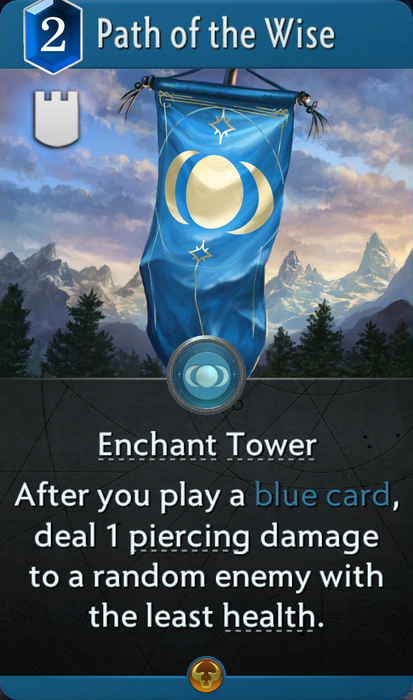 2 Path of the Wise
Enchant Tower
After you play a blue card,
deal 1 piercing damage
to a random enemy with
the least health.